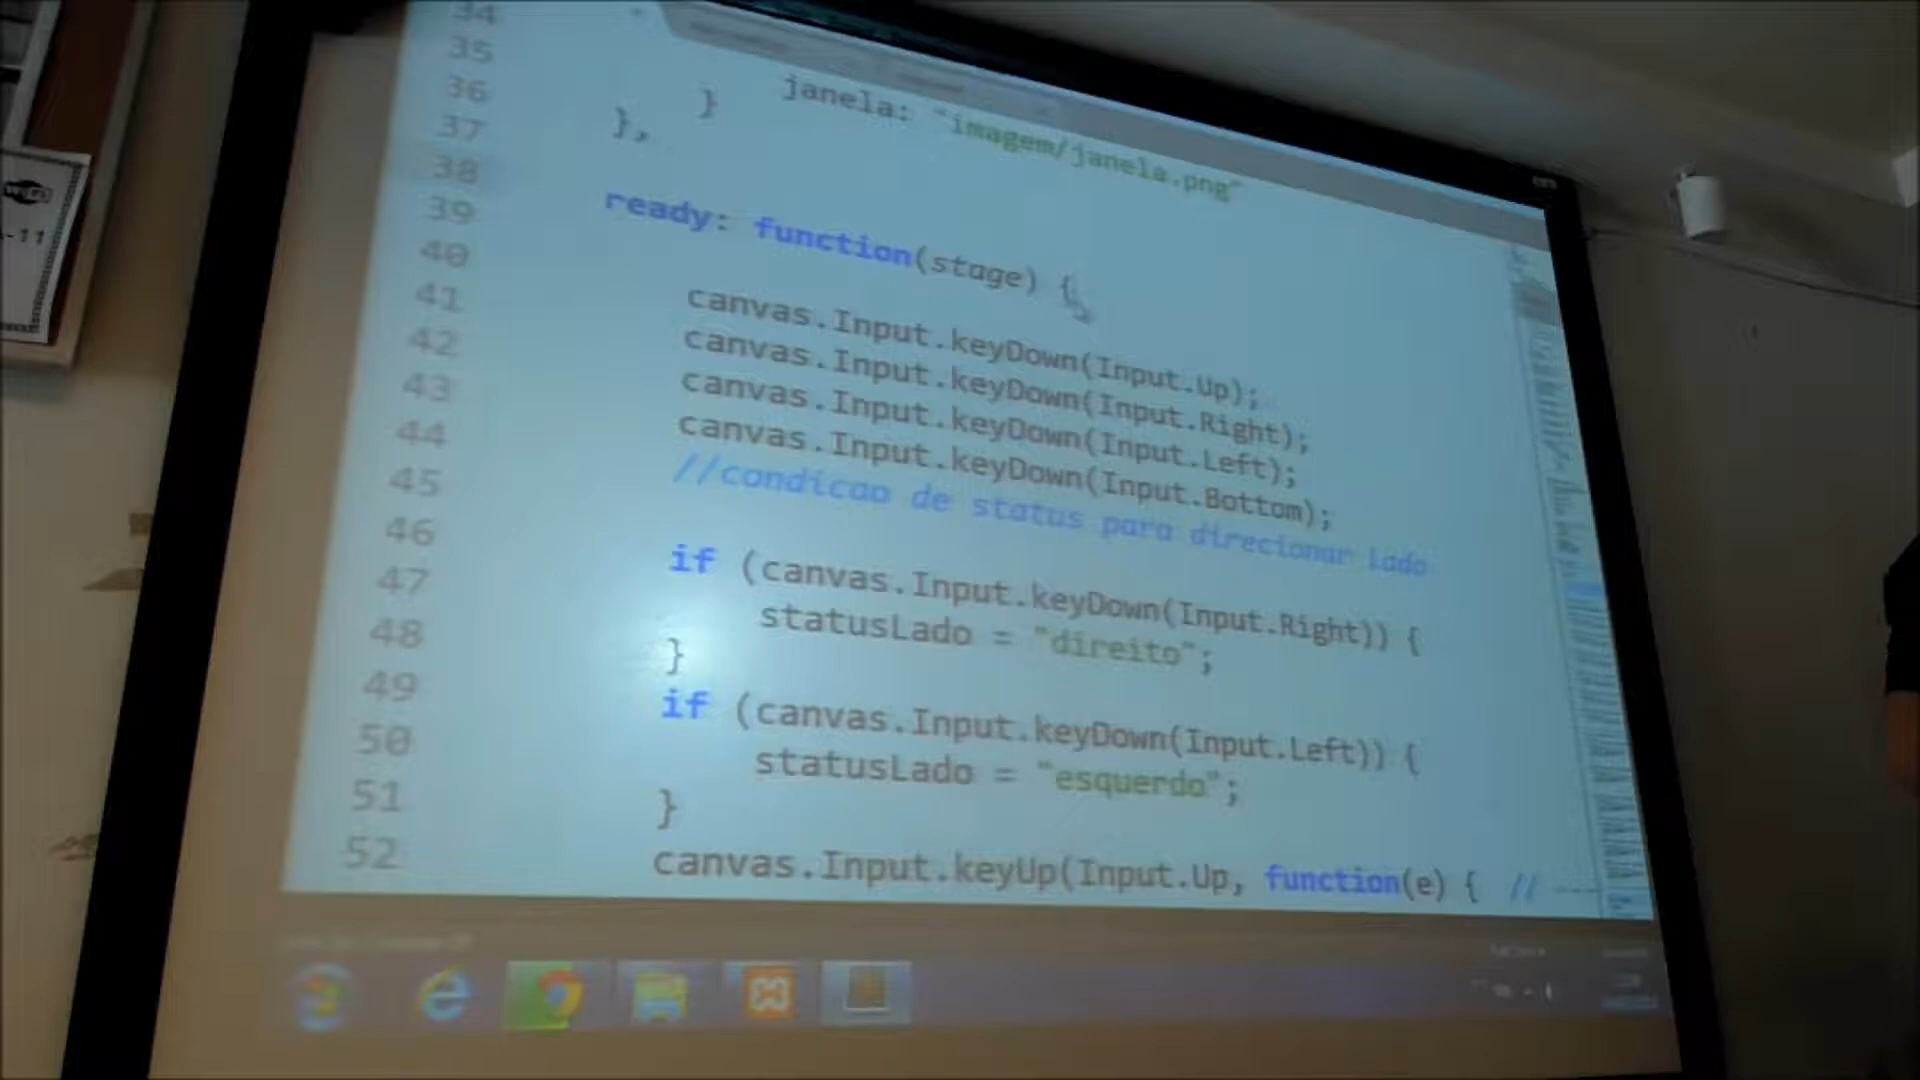 34
35
36
37
38
39
40
41
42
43
44
45
46
47
48
49
50
51
52
janela: "imagem/janela.png"
}
},
ready: function(stage) {
canvas.Input.keyDown(Input.Up);
canvas.Input.keyDown(Input.Right);
canvas.Input.keyDown(Input.Left);
canvas.Input.keyDown(Input.Bottom);
//condicao de status para direcionar lado
if (canvas.Input.keyDown(Input.Right)) {
statusLado = "direito";
}
if (canvas.Input.keyDown(Input.Left)) {
statusLado = "esquerdo";
}
canvas.Input.keyUp(Input.Up, function(e) { //
-11